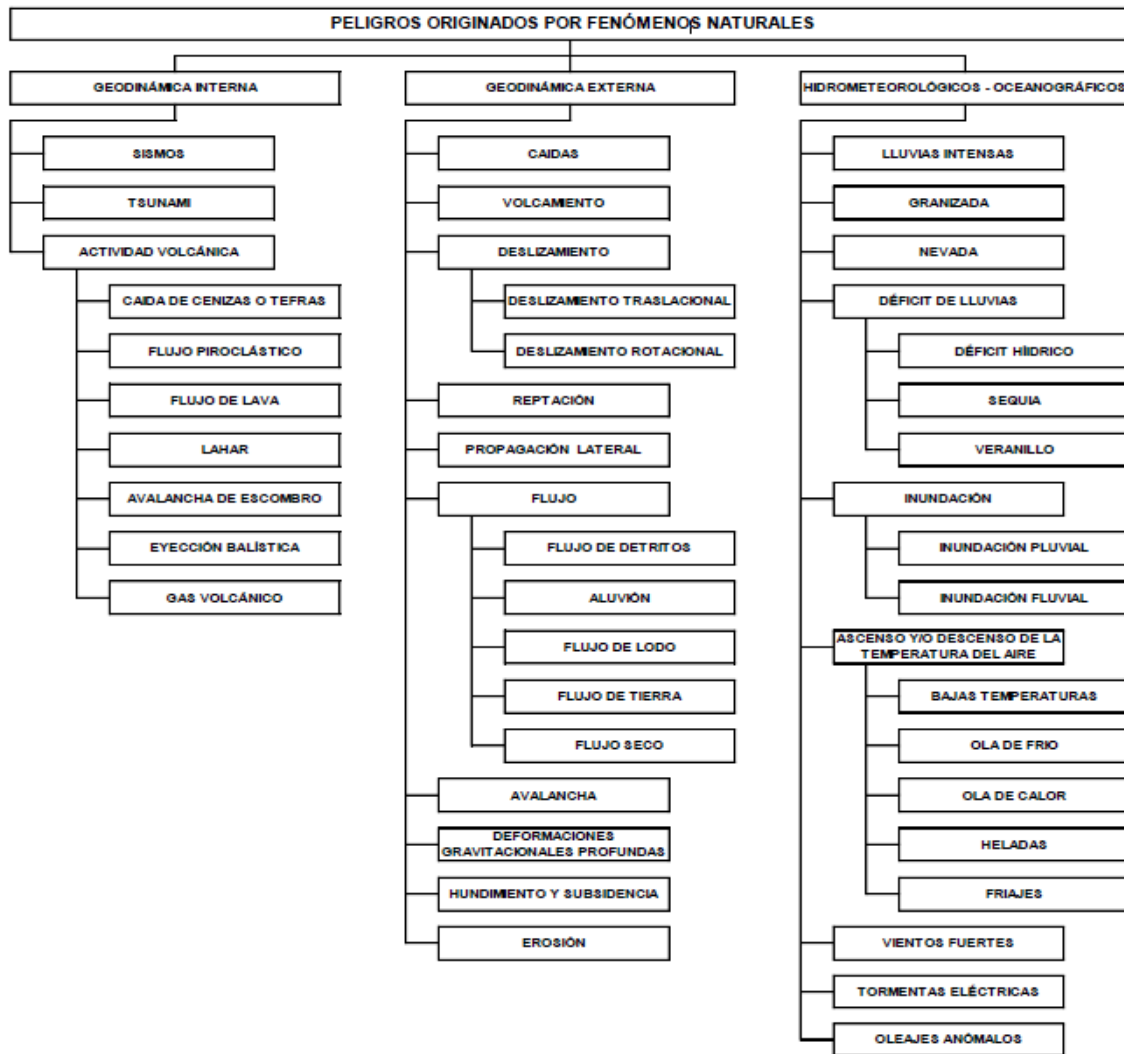 PELIGROS ORIGINADOS POR FENÓMENOS NATURALES
GEODINÁMICA INTERNA
SISMOS
TSUNAMI
ACTIVIDAD VOLCÁNICA
CAIDA DE CENIZAS O TEFRAS
FLUJO PIROCLÁSTICO
FLUJO DE LAVA
LAHAR
AVALANCHA DE ESCOMBRO
EYECCIÓN BALÍSTICA
GAS VOLCÁNICO
GEODINÁMICA EXTERNA
CAIDAS
VOLCAMIENTO
DESLIZAMIENTO
DESLIZAMIENTO TRASLACIONAL
DESLIZAMIENTO ROTACIONAL
REPTACIÓN
PROPAGACIÓN LATERAL
FLUJO
FLUJO DE DETRITOS
ALUVIÓN
FLUJO DE LODO
FLUJO DE TIERRA
FLUJO SECO
AVALANCHA
DEFORMACIONES
GRAVITACIONALES PROFUNDAS
HUNDIMIENTO Y SUBSIDENCIA
EROSIÓN
HIDROMETEOROLÓGICOS - OCEANOGRÁFICOS
LLUVIAS INTENSAS
GRANIZADA
NEVADA
DÉFICIT DE LLUVIAS
DÉFICIT HÍIDRICO
SEQUIA
VERANILLO
INUNDACIÓN
INUNDACIÓN PLUVIAL
INUNDACIÓN FLUVIAL
ASCENSO Y/O DESCENSO DE LA
TEMPERATURA DEL AIRE
BAJAS TEMPERATURAS
OLA DE FRIO
OLA DE CALOR
HELADAS
FRIAJES
VIENTOS FUERTES
TORMENTAS ELÉCTRICAS
OLEAJES ANÓMALOS